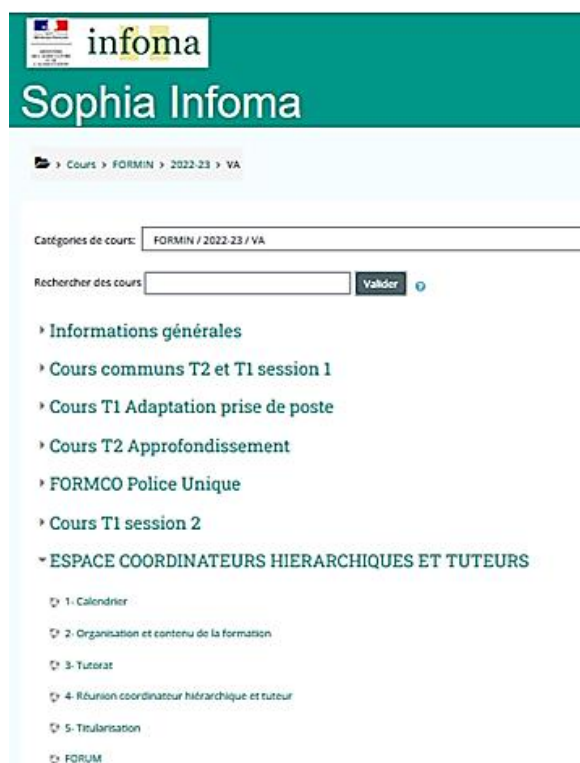 infoma
Sophia Infoma
> Cours > FORMIN > 2022-23 > VA
Catégories de cours: FORMIN / 2022-23 / VA
Rechercher des cours Valider
Informations générales
Cours communs T2 et T1 session 1
Cours T1 Adaptation prise de poste
Cours T2 Approfondissement
FORMCO Police Unique
Cours T1 session 2
ESPACE COORDINATEURS HIERARCHIQUES ET TUTEURS
1- Calendrier
2- Organisation et contenu de la formation
3- Tutorat
4- Réunion coordinateur hiérarchique et tuteur
5- Titularisation
FORUM